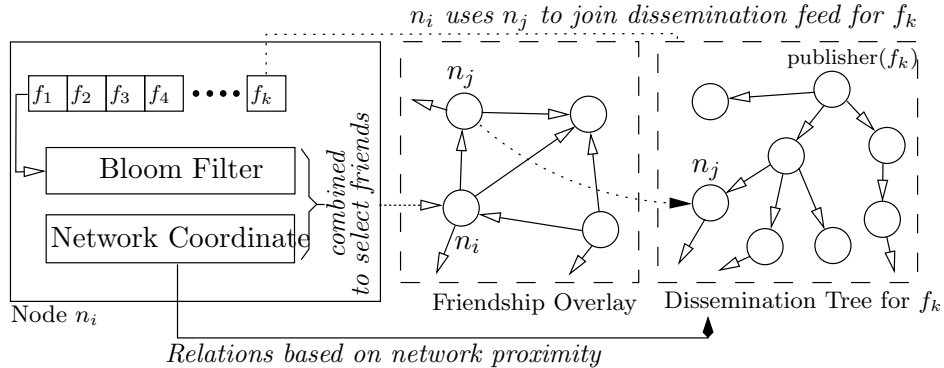 n_i uses n_j to join dissemination feed for f_k
f_1 f_2 f_3 f_4 •••• f_k
Bloom Filter
Network Coordinate
combined
to select friends
Node n_i
n_j
n_i
Friendship Overlay
publisher(f_k)
n_j
Dissemination Tree for f_k
Relations based on network proximity